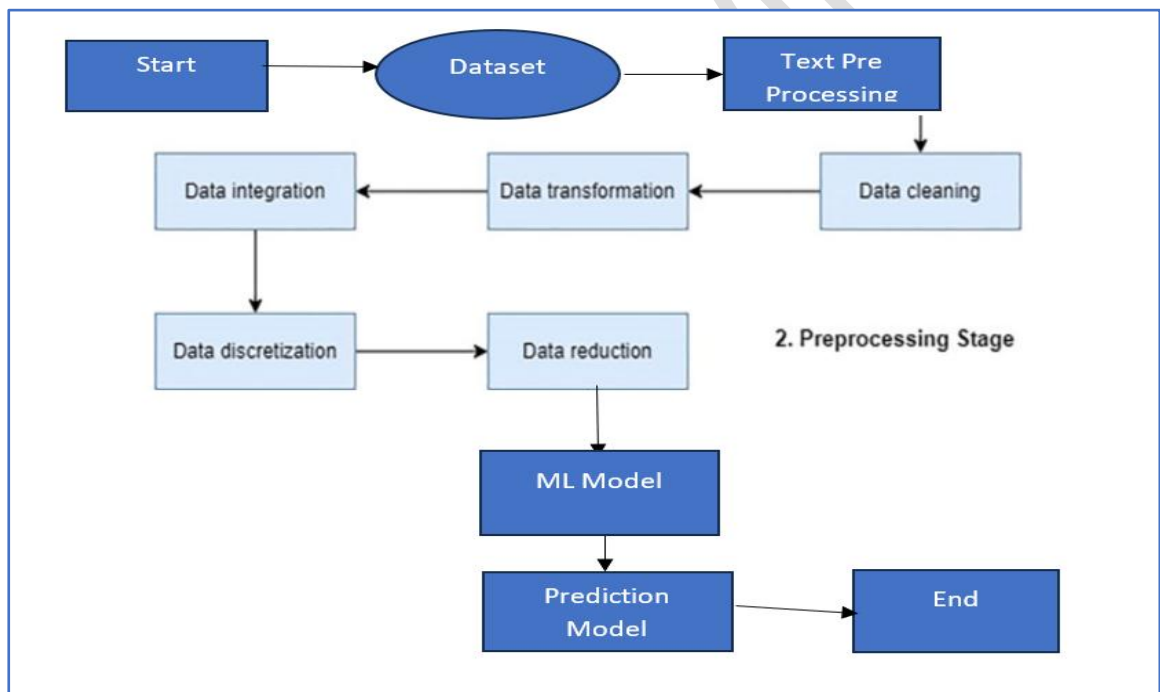 Start
Dataset
Text Pre
Processing
Data integration
Data transformation
Data cleaning
Data discretization
Data reduction
2. Preprocessing Stage
ML Model
Prediction
Model
End